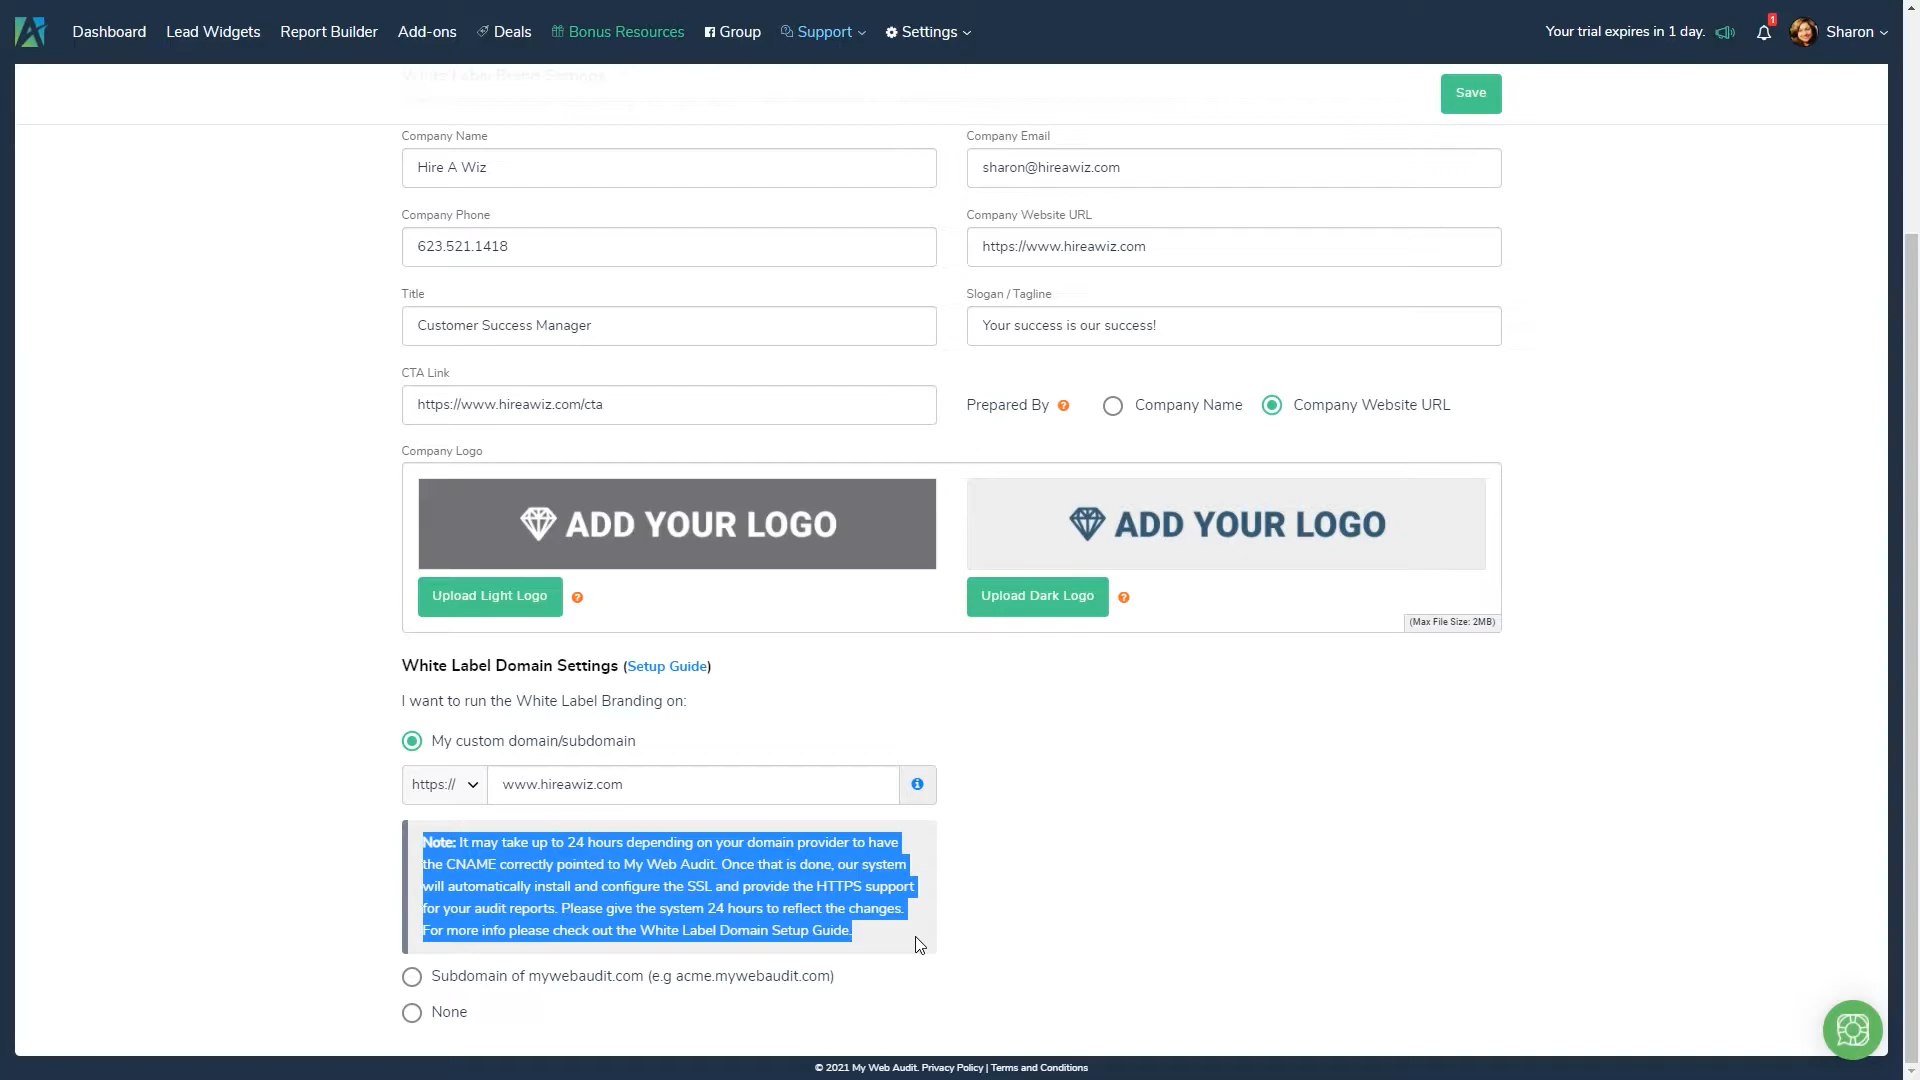 Dashboard Lead Widgets Report Builder Add-ons Deals Bonus Resources Group Support Settings Your trial expires in 1 day. 1 Sharon
White Label Brand Settings
Save
Company Name Company Email
Hire A Wiz sharon@hireawiz.com
Company Phone Company Website URL
623.521.1418 https://www.hireawiz.com
Title Slogan / Tagline
Customer Success Manager Your success is our success!
CTA Link
https://www.hireawiz.com/cta Prepared By ? Company Name Company Website URL
Company Logo
ADD YOUR LOGO ADD YOUR LOGO
Upload Light Logo ? Upload Dark Logo ?
(Max File Size: 2MB)
White Label Domain Settings (Setup Guide)
I want to run the White Label Branding on:
My custom domain/subdomain
https:// www.hireawiz.com
Note: It may take up to 24 hours depending on your domain provider to have
the CNAME correctly pointed to My Web Audit. Once that is done, our system
will automatically install and configure the SSL and provide the HTTPS support
for your audit reports. Please give the system 24 hours to reflect the changes.
For more info please check out the White Label Domain Setup Guide.
Subdomain of mywebaudit.com (e.g acme.mywebaudit.com)
None
© 2021 My Web Audit. Privacy Policy | Terms and Conditions